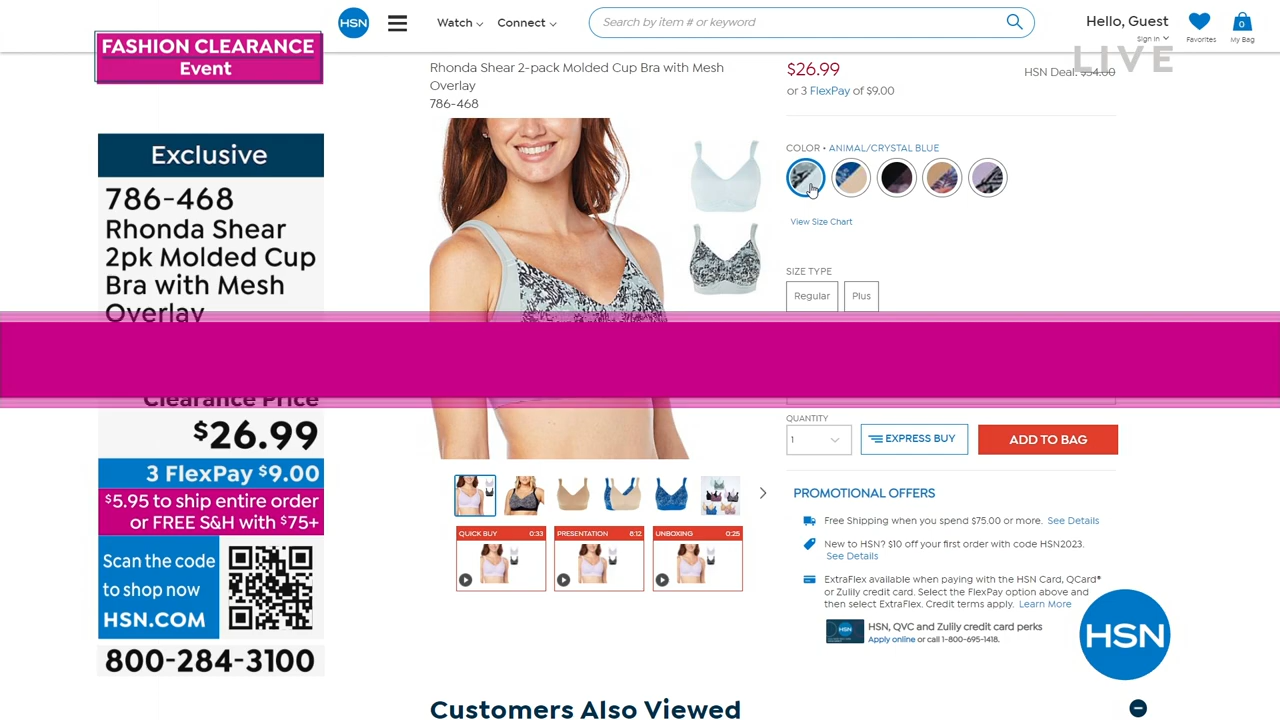 HSN
Watch
Connect
Search by item # or keyword
Hello, Guest
Sign In
Favorites
0
My Bag
LIVE
FASHION CLEARANCE
Event
Exclusive
786-468
Rhonda Shear
2pk Molded Cup
Bra with Mesh
Overlay
Clearance Price
$26.99
3 FlexPay $9.00
$5.95 to ship entire order
or FREE S&H with $75+
Scan the code
to shop now
HSN.COM
800-284-3100
Rhonda Shear 2-pack Molded Cup Bra with Mesh
Overlay
786-468
$26.99
HSN Deal: $54.00
or 3 FlexPay of $9.00
COLOR • ANIMAL/CRYSTAL BLUE
View Size Chart
SIZE TYPE
Regular
Plus
QUANTITY
1
EXPRESS BUY
ADD TO BAG
QUICK BUY 0:33
PRESENTATION 8:12
UNBOXING 0:25
PROMOTIONAL OFFERS
Free Shipping when you spend $75.00 or more. See Details
New to HSN? $10 off your first order with code HSN2023.
See Details
ExtraFlex available when paying with the HSN Card, QCard®
or Zulily credit card. Select the FlexPay option above and
then select ExtraFlex. Credit terms apply. Learn More
HSN
HSN, QVC and Zulily credit card perks
Apply online or call 1-800-695-1418.
HSN
Customers Also Viewed